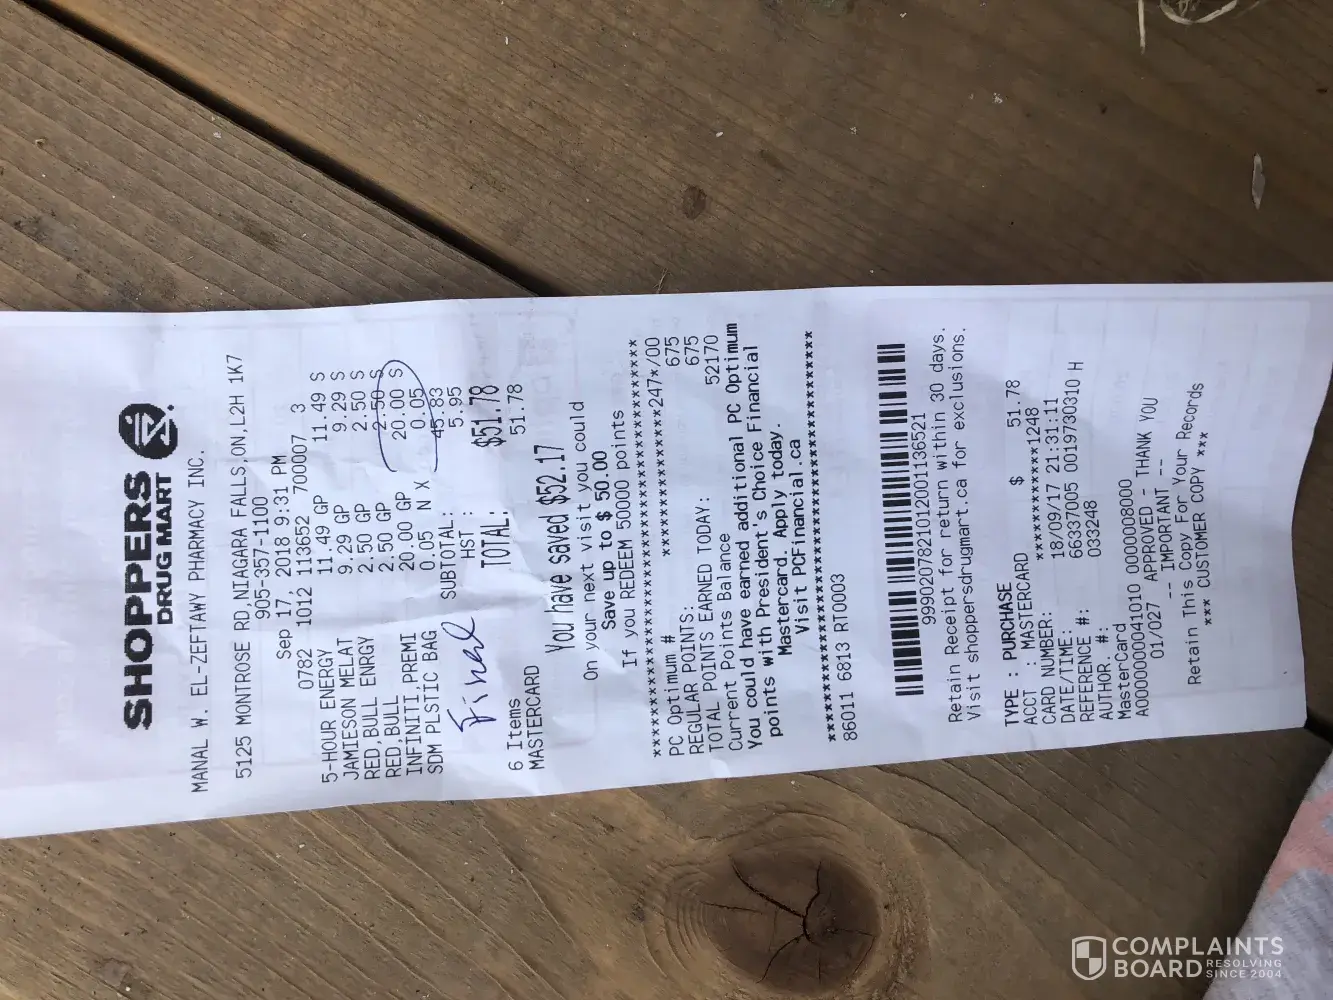 SHOPPERS
DRUG MART
MANAL W. EL-ZEFTAWY PHARMACY INC.
5125 MONTROSE RD,NIAGARA FALLS,ON,L2H 1K7
905-357-1100
Sep 17, 2018 9:31 PM
0782 1012 113652 700007 3
5-HOUR ENERGY 11.49 GP 11.49 S
JAMIESON MELAT 9.29 GP 9.29 S
RED,BULL ENRGY 2.50 GP 2.50 S
RED,BULL ENRGY 2.50 GP 2.50 S
INFINITI,PREMI 20.00 GP 20.00 S
SDM PLSTIC BAG 0.05 N X 0.05
SUBTOTAL: 45.83
HST: 5.95
Final
TOTAL: $51.78
6 Items
MASTERCARD 51.78
You have saved $52.17
On your next visit you could
Save up to $ 50.00
If you REDEEM 50000 points
PC Optimum # ***************247*/00
REGULAR POINTS: 675
TOTAL POINTS EARNED TODAY: 675
Current Points Balance 52170
You could have earned additional PC Optimum
points with President's Choice Financial
Mastercard. Apply today.
Visit PCFinancial.ca
86011 6813 RT0003
9990207821012001136521
Retain Receipt for return within 30 days.
Visit shoppersdrugmart.ca for exclusions.
TYPE : PURCHASE
ACCT : MASTERCARD $ 51.78
CARD NUMBER: ************1248
DATE/TIME: 18/09/17 21:31:11
REFERENCE #: 66337005 0019730310 H
AUTHOR. #: 033248
MasterCard
A0000000041010 0000008000
01/027 APPROVED - THANK YOU
-- IMPORTANT --
Retain This Copy For Your Records
*** CUSTOMER COPY ***
COMPLAINTS
BOARD RESOLVING
SINCE 2004